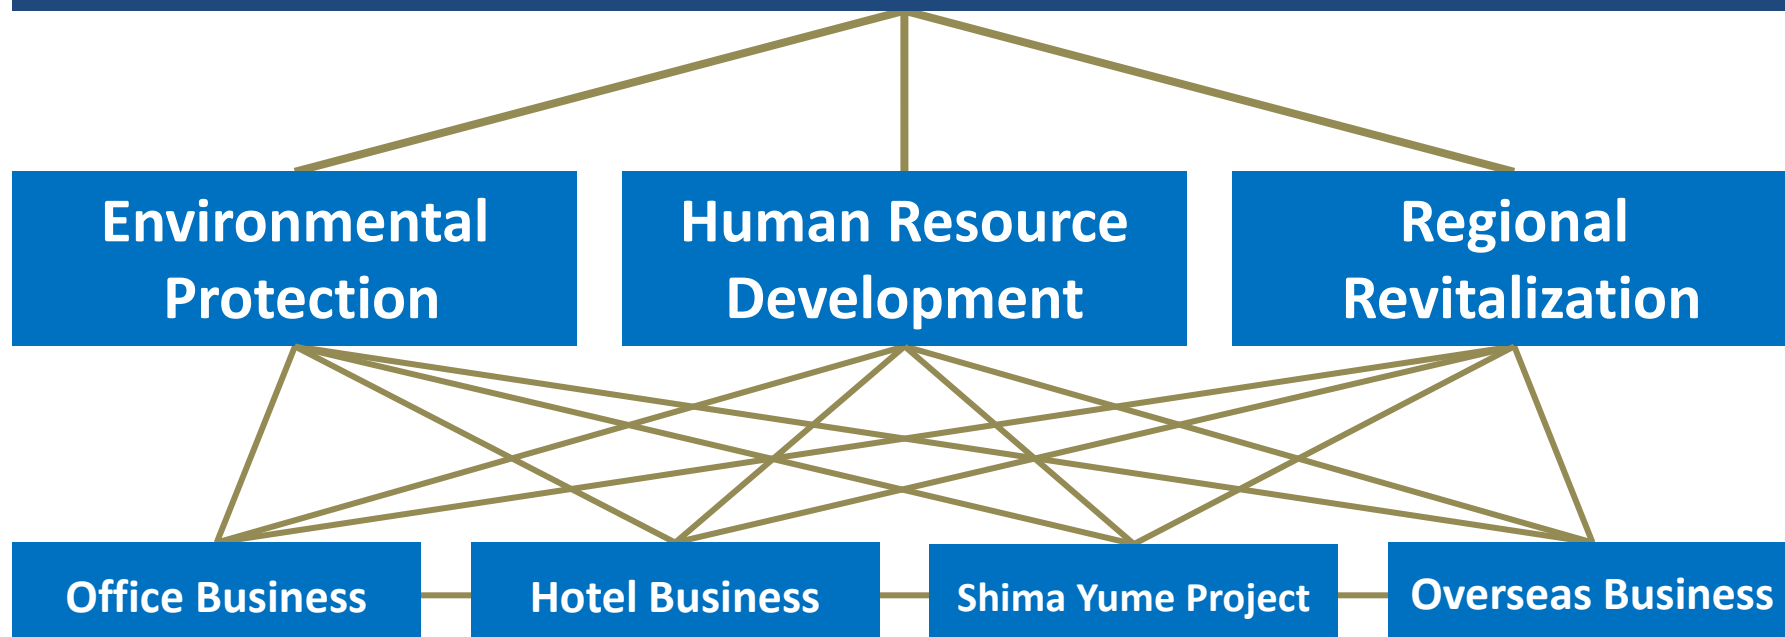 Environmental
Protection
Human Resource
Development
Regional
Revitalization
Office Business
Hotel Business
Shima Yume Project
Overseas Business